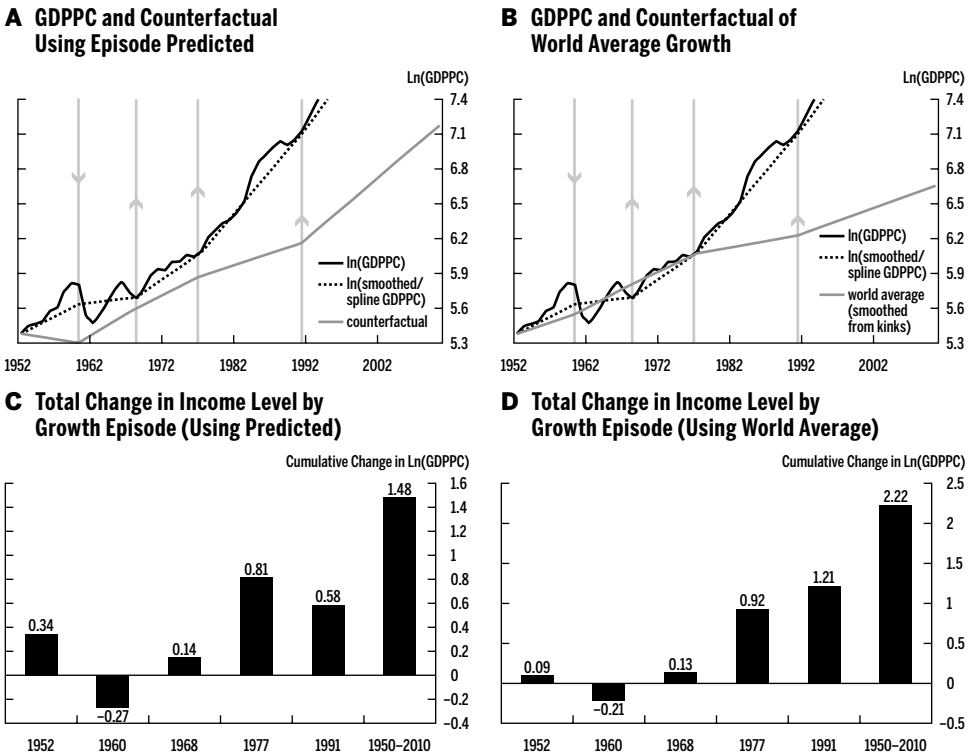 A GDPPC and Counterfactual
Using Episode Predicted
Ln(GDPPC)
7.4
7.1
6.8
6.5
6.2
5.9
5.6
5.3
ln(GDPPC)
ln(smoothed/
spline GDPPC)
counterfactual
1952 1962 1972 1982 1992 2002
B GDPPC and Counterfactual of
World Average Growth
Ln(GDPPC)
7.4
7.1
6.8
6.5
6.2
5.9
5.6
5.3
ln(GDPPC)
ln(smoothed/
spline GDPPC)
world average
(smoothed
from kinks)
1952 1962 1972 1982 1992 2002
C Total Change in Income Level by
Growth Episode (Using Predicted)
Cumulative Change in Ln(GDPPC)
1.6
1.4
1.2
1
0.8
0.6
0.4
0.2
0
−0.2
−0.4
0.34
−0.27
0.14
0.81
0.58
1.48
1952 1960 1968 1977 1991 1950–2010
D Total Change in Income Level by
Growth Episode (Using World Average)
Cumulative Change in Ln(GDPPC)
2.5
2
1.5
1
0.5
0
−0.5
0.09
−0.21
0.13
0.92
1.21
2.22
1952 1960 1968 1977 1991 1950–2010